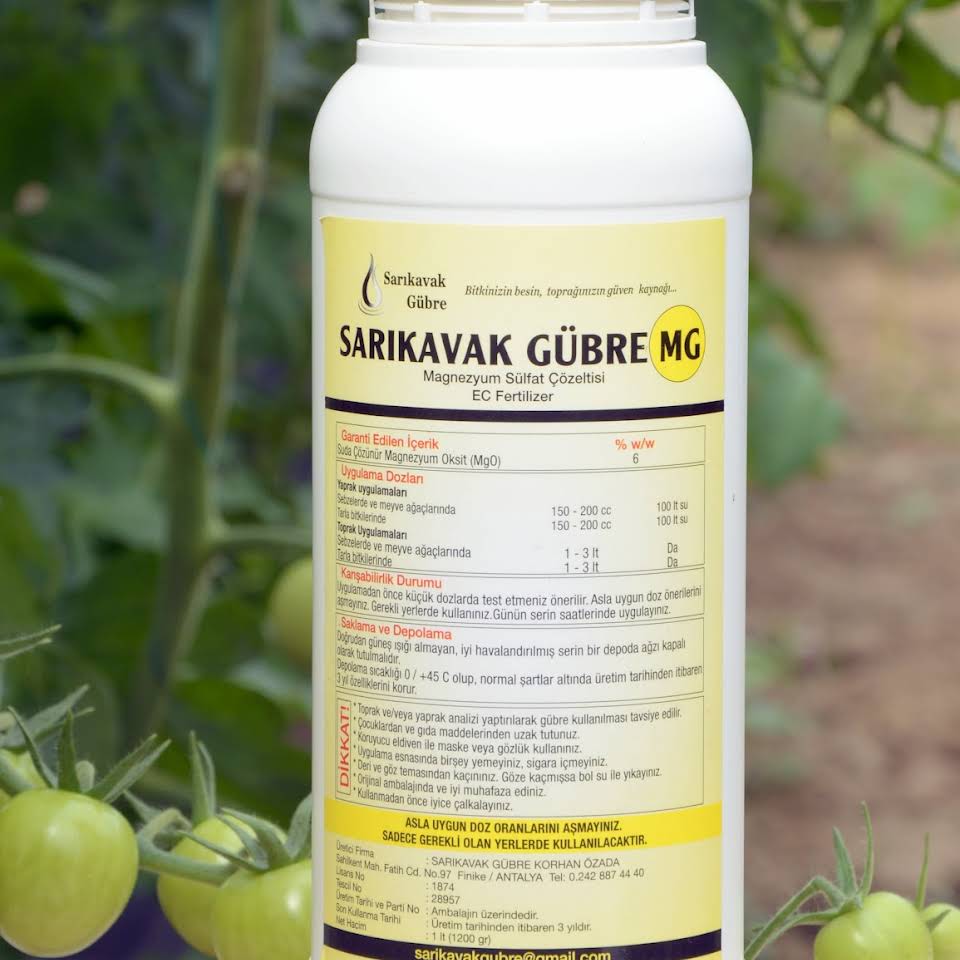 Sarıkavak
Gübre
Bitkinizin besin, toprağınızın güven kaynağı...
SARIKAVAK GÜBRE MG
Magnezyum Sülfat Çözeltisi
EC Fertilizer
Garanti Edilen İçerik % w/w
Suda Çözünür Magnezyum Oksit (MgO) 6
Uygulama Dozları
Yaprak uygulamaları
Sebzelerde ve meyve ağaçlarında 150 - 200 cc 100 lt su
Tarla bitkilerinde 150 - 200 cc 100 lt su
Toprak Uygulamaları
Sebzelerde ve meyve ağaçlarında 1 - 3 lt Da
Tarla bitkilerinde 1 - 3 lt Da
Karışabilirlik Durumu
Uygulamadan önce küçük dozlarda test etmeniz önerilir. Asla uygun doz önerilerini
aşmayınız. Gerekli yerlerde kullanınız.Günün serin saatlerinde uygulayınız.
Saklama ve Depolama
Doğrudan güneş ışığı almayan, iyi havalandırılmış serin bir depoda ağzı kapalı
olarak tutulmalıdır.
Depolama sıcaklığı 0 / +45 C olup, normal şartlar altında üretim tarihinden itibaren
3 yıl özelliklerini korur.
DİKKAT!
* Toprak ve/veya yaprak analizi yaptırılarak gübre kullanılması tavsiye edilir.
* Çocuklardan ve gıda maddelerinden uzak tutunuz.
* Koruyucu eldiven ile maske veya gözlük kullanınız.
* Uygulama esnasında birşey yemeyiniz, sigara içmeyiniz.
* Deri ve göz temasından kaçınınız. Göze kaçmışsa bol su ile yıkayınız.
* Orijinal ambalajında ve iyi muhafaza ediniz.
* Kullanmadan önce iyice çalkalayınız.
ASLA UYGUN DOZ ORANLARINI AŞMAYINIZ.
SADECE GEREKLİ OLAN YERLERDE KULLANILACAKTIR.
Üretici Firma : SARIKAVAK GÜBRE KORHAN ÖZADA
Sahilkent Mah. Fatih Cd. No.97 Finike / ANTALYA Tel: 0.242 887 44 40
Lisans No : 1874
Tescil No : 28957
Üretim Tarihi ve Parti No : Ambalajın üzerindedir.
Son Kullanma Tarihi : Üretim tarihinden itibaren 3 yıldır.
Net Hacim : 1 lt (1200 gr)
sarikavakgubre@gmail.com